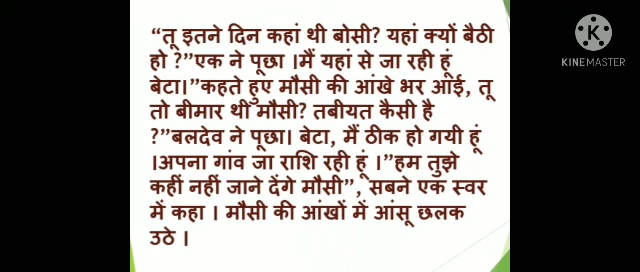 “तू इतने दिन कहां थी बोसी? यहां क्यों बैठी
हो ?”एक ने पूछा ।मैं यहां से जा रही हूं
बेटा।”कहते हुए मौसी की आंखे भर आई, तू
तो बीमार थी मौसी? तबीयत कैसी है
?”बलदेव ने पूछा। बेटा, मैं ठीक हो गयी हूं
।अपना गांव जा राशि रही हूं ।”हम तुझे
कहीं नहीं जाने देंगे मौसी”, सबने एक स्वर
में कहा । मौसी की आंखों में आंसू छलक
उठे ।
KINEMASTER